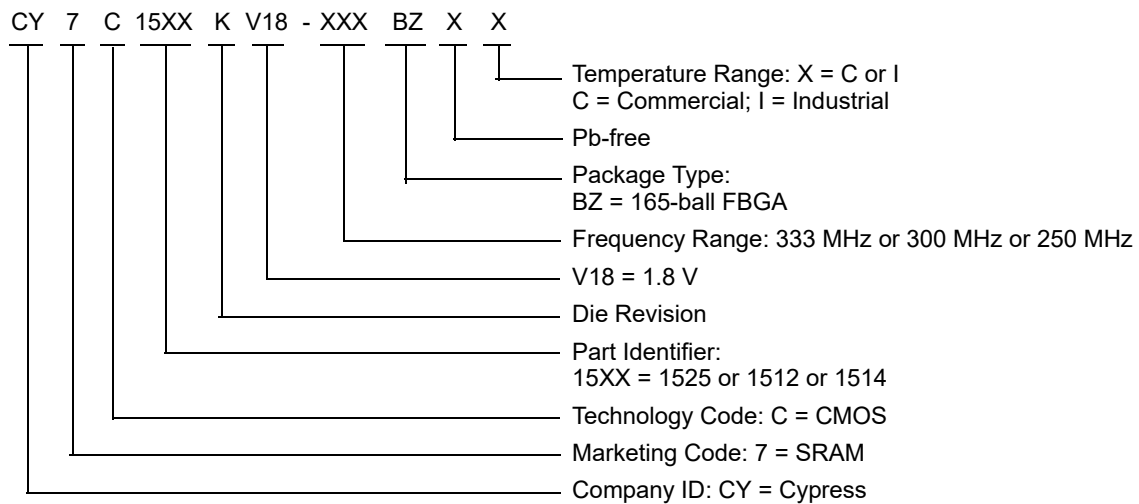 CY 7 C 15XX K V18 - XXX BZ X X
Temperature Range: X = C or I
C = Commercial; I = Industrial
Pb-free
Package Type:
BZ = 165-ball FBGA
Frequency Range: 333 MHz or 300 MHz or 250 MHz
V18 = 1.8 V
Die Revision
Part Identifier:
15XX = 1525 or 1512 or 1514
Technology Code: C = CMOS
Marketing Code: 7 = SRAM
Company ID: CY = Cypress